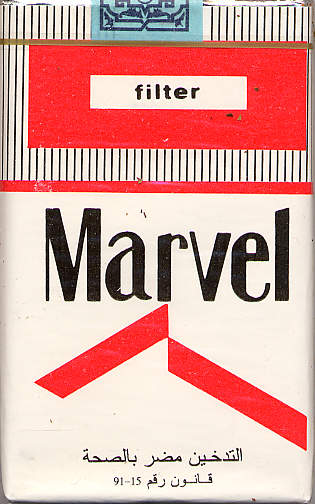 filter
Marvel
التدخين مضر بالصحة
قانون رقم 15-91